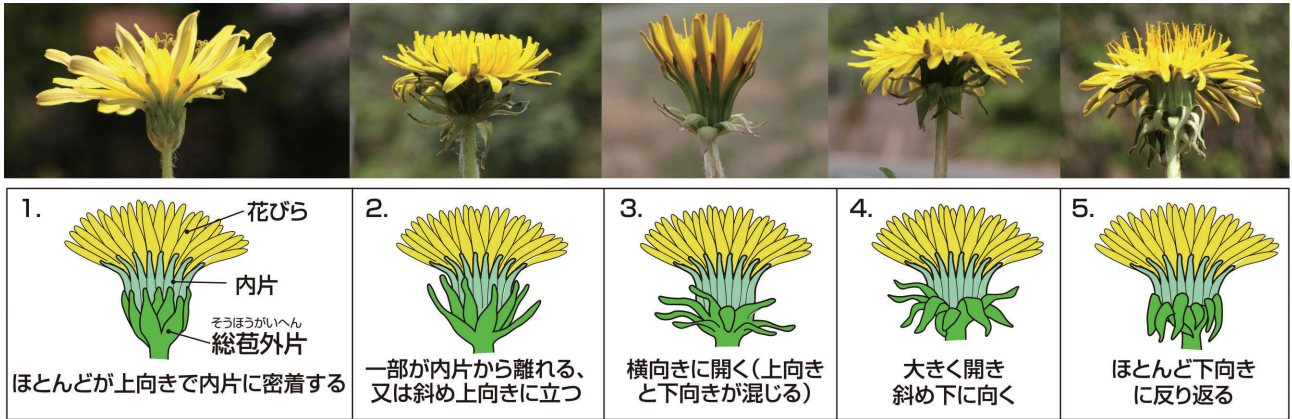 1.
花びら
内片
そうほうがいへん
総苞外片
ほとんどが上向きで内片に密着する
2.
一部が内片から離れる、
又は斜め上向きに立つ
3.
横向きに開く(上向き
と下向きが混じる)
4.
大きく開き
斜め下に向く
5.
ほとんど下向き
に反り返る